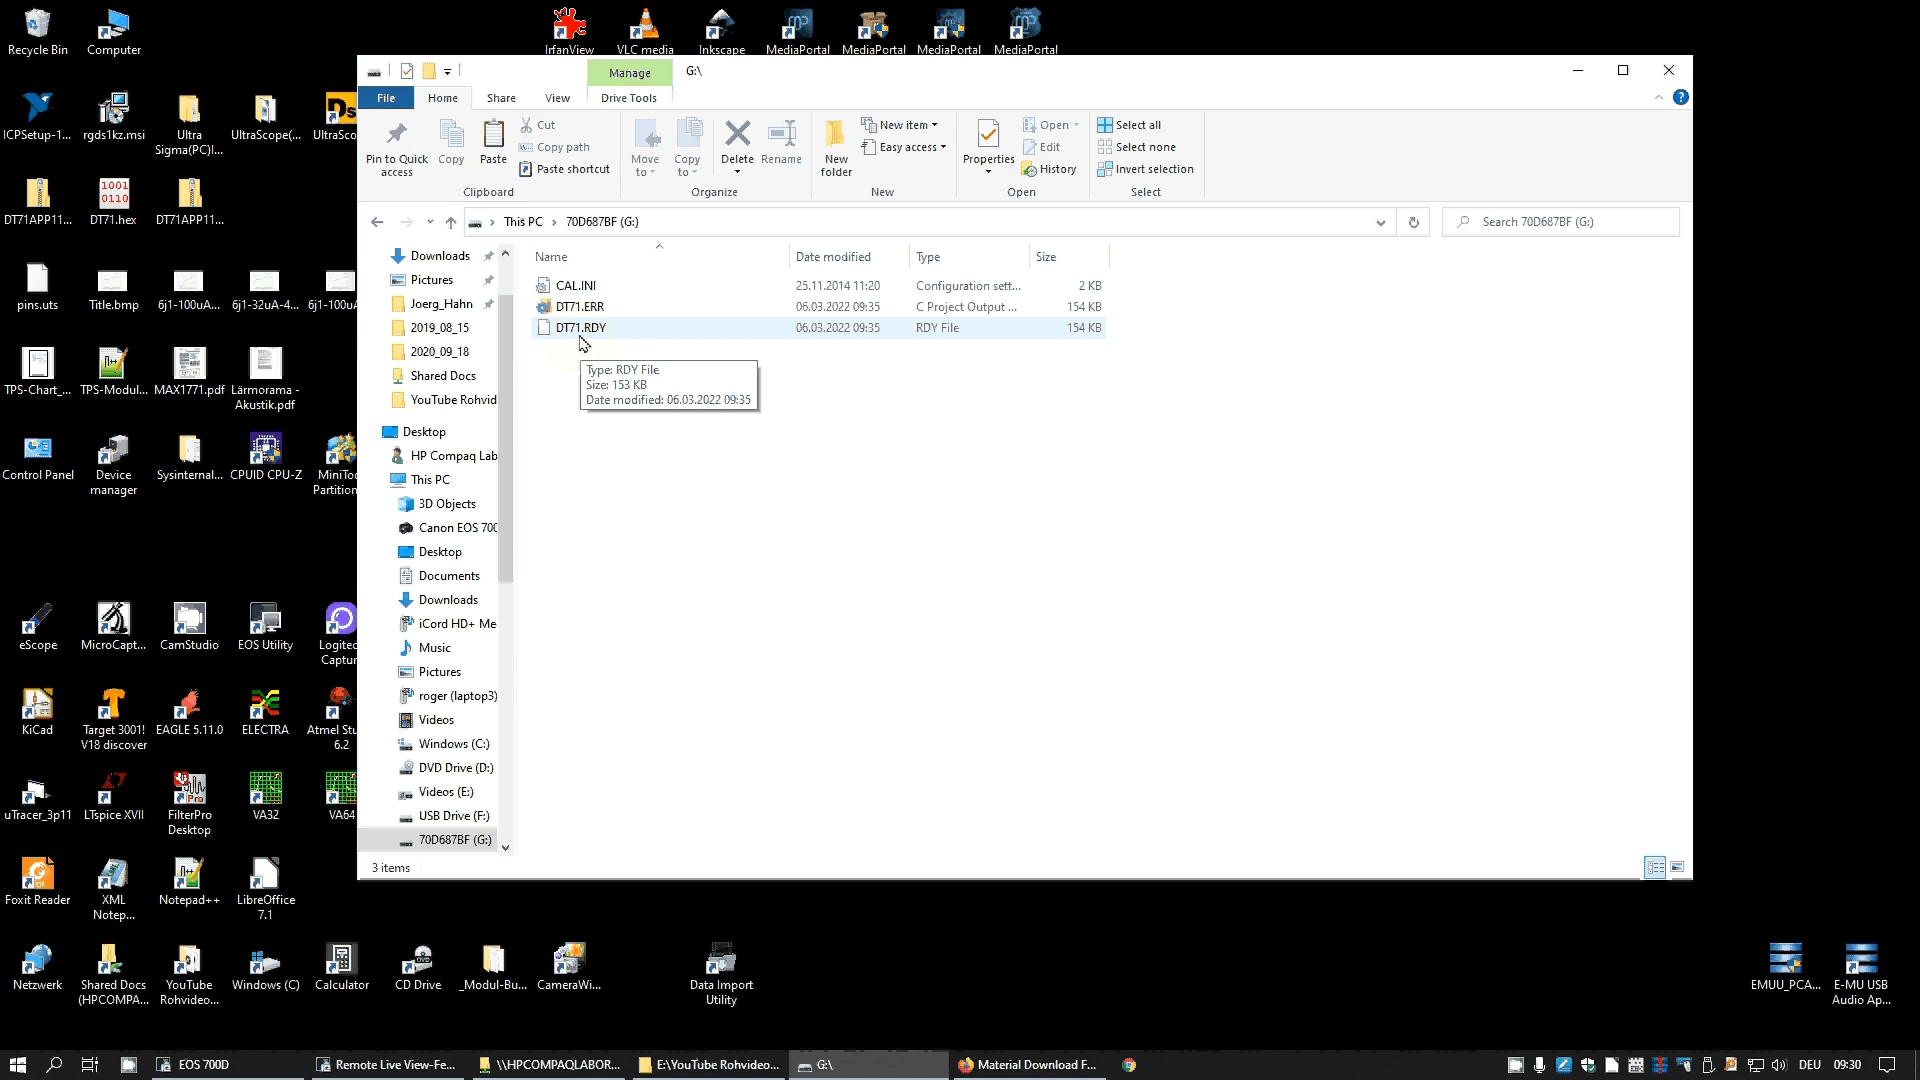 Recycle Bin
Computer
IrfanView
VLC media
Inkscape
MediaPortal
MediaPortal
MediaPortal
MediaPortal
Manage
G:\
File
Home
Share
View
Drive Tools
Pin to Quick
access
Copy
Paste
Cut
Copy path
Paste shortcut
Clipboard
Move
to
Copy
to
Delete
Rename
Organize
New
folder
New item
Easy access
New
Properties
Open
Edit
History
Open
Select all
Select none
Invert selection
Select
This PC
70D687BF (G:)
Search 70D687BF (G:)
Name
Date modified
Type
Size
CAL.INI
25.11.2014 11:20
Configuration sett...
2 KB
DT71.ERR
06.03.2022 09:35
C Project Output ...
154 KB
DT71.RDY
06.03.2022 09:35
RDY File
154 KB
Type: RDY File
Size: 153 KB
Date modified: 06.03.2022 09:35
Downloads
Pictures
Joerg_Hahn
2019_08_15
2020_09_18
Shared Docs
YouTube Rohvid
Desktop
HP Compaq Lab
This PC
3D Objects
Canon EOS 700
Desktop
Documents
Downloads
iCord HD+ Me
Music
Pictures
roger (laptop3)
Videos
Windows (C:)
DVD Drive (D:)
Videos (E:)
USB Drive (F:)
70D687BF (G:)
3 items
ICPSetup-1...
rgds1kz.msi
Ultra
Sigma(PC)I...
UltraScope(...
UltraSco
1001
0110
DT71APP11...
DT71.hex
DT71APP11...
pins.uts
Title.bmp
6j1-100uA...
6j1-32uA-4...
6j1-100uA
TPS-Chart_...
TPS-Modul...
MAX1771.pdf
Lärmorama -
Akustik.pdf
Control Panel
Device
manager
Sysinternal...
CPUID CPU-Z
MiniToo
Partition
eScope
MicroCapt...
CamStudio
EOS Utility
Logitec
Captur
KiCad
Target 3001!
V18 discover
EAGLE 5.11.0
ELECTRA
Atmel Stu
6.2
uTracer_3p11
LTspice XVII
Pro
FilterPro
Desktop
VA32
VA64
Foxit Reader
XML
Notep...
Notepad++
LibreOffice
7.1
Netzwerk
Shared Docs
(HPCOMPA...
YouTube
Rohvideo...
Windows (C)
Calculator
CD Drive
_Modul-Bu...
CameraWi...
Data Import
Utility
EMUU_PCA...
E-MU USB
Audio Ap...
EOS 700D
Remote Live View-Fe...
\\HPCOMPAQLABOR...
E:\YouTube Rohvideo...
G:\
Material Download F...
DEU
09:30